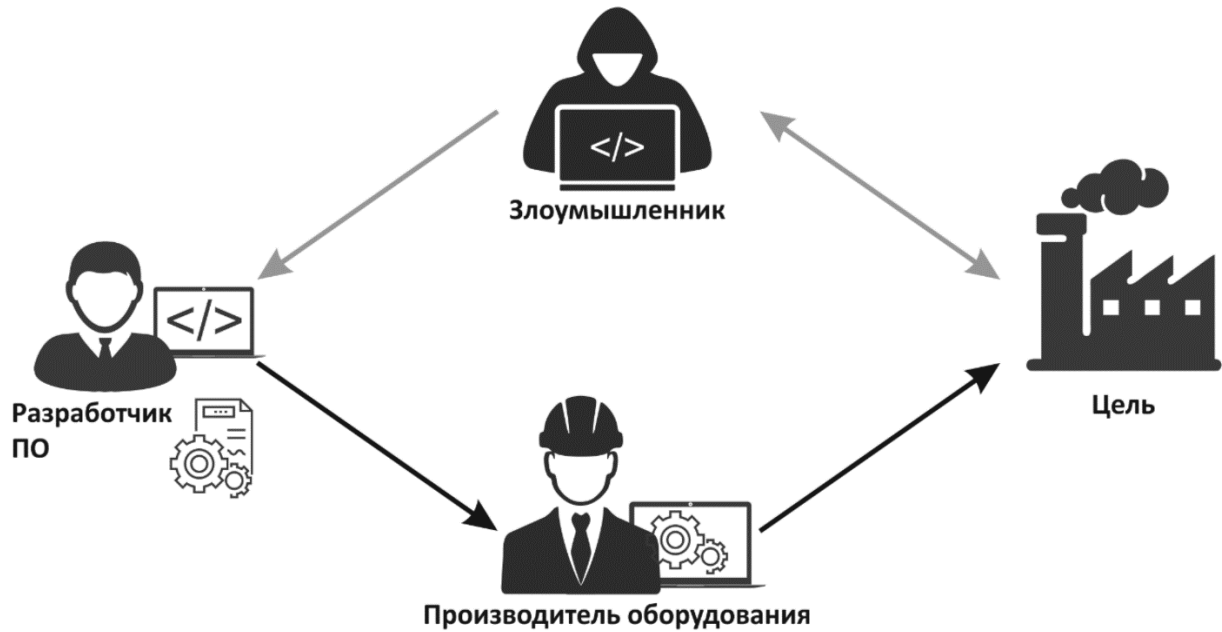 </>
Злоумышленник
</>
Разработчик
ПО
Цель
Производитель оборудования